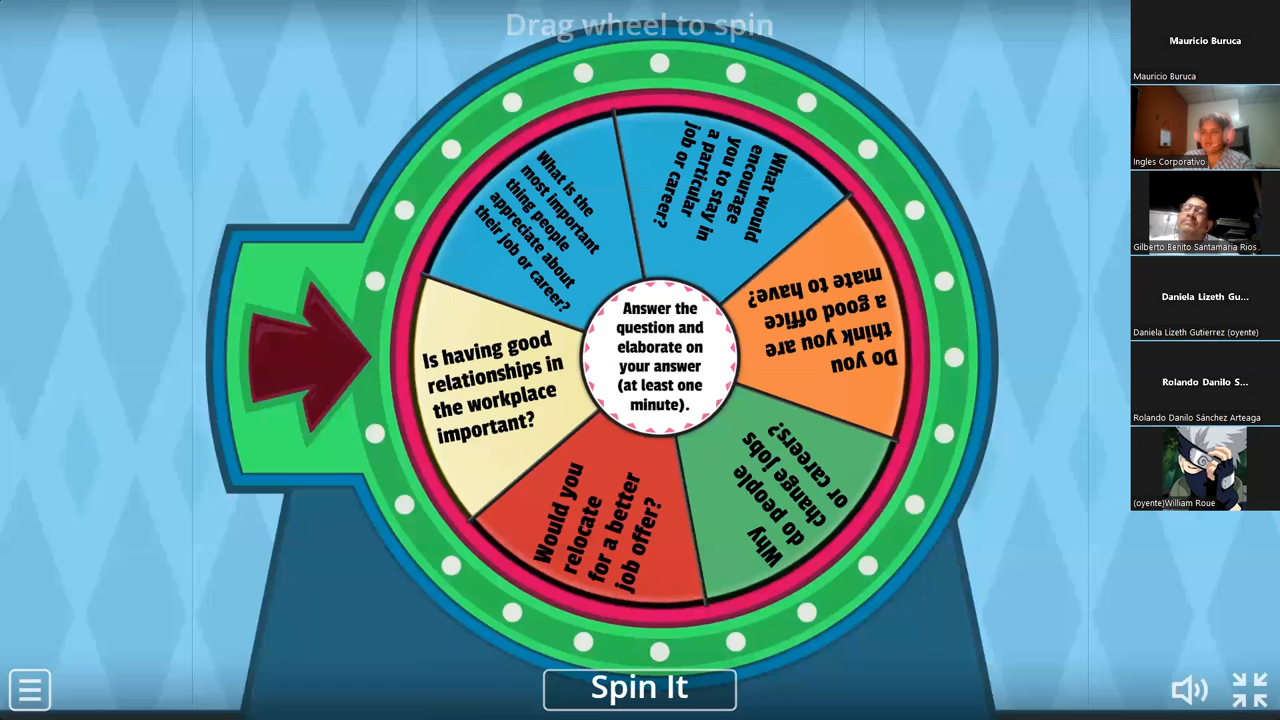 Drag wheel to spin
What is the
most important
thing people
appreciate about
their job or career?
What would
encourage
you to stay in
a particular
job or career?
Do you
think you are
a good office
mate to have?
Why
do people
change jobs
or careers?
Would you
relocate
for a better
job offer?
Is having good
relationships in
the workplace
important?
Answer the
question and
elaborate on
your answer
(at least one
minute).
Spin It
Mauricio Buruca
Mauricio Buruca
Ingles Corporativo
Gilberto Benito Santamaria Rios
Daniela Lizeth Gu...
Daniela Lizeth Gutierrez (oyente)
Rolando Danilo S...
Rolando Danilo Sánchez Arteaga
(oyente)William Roue